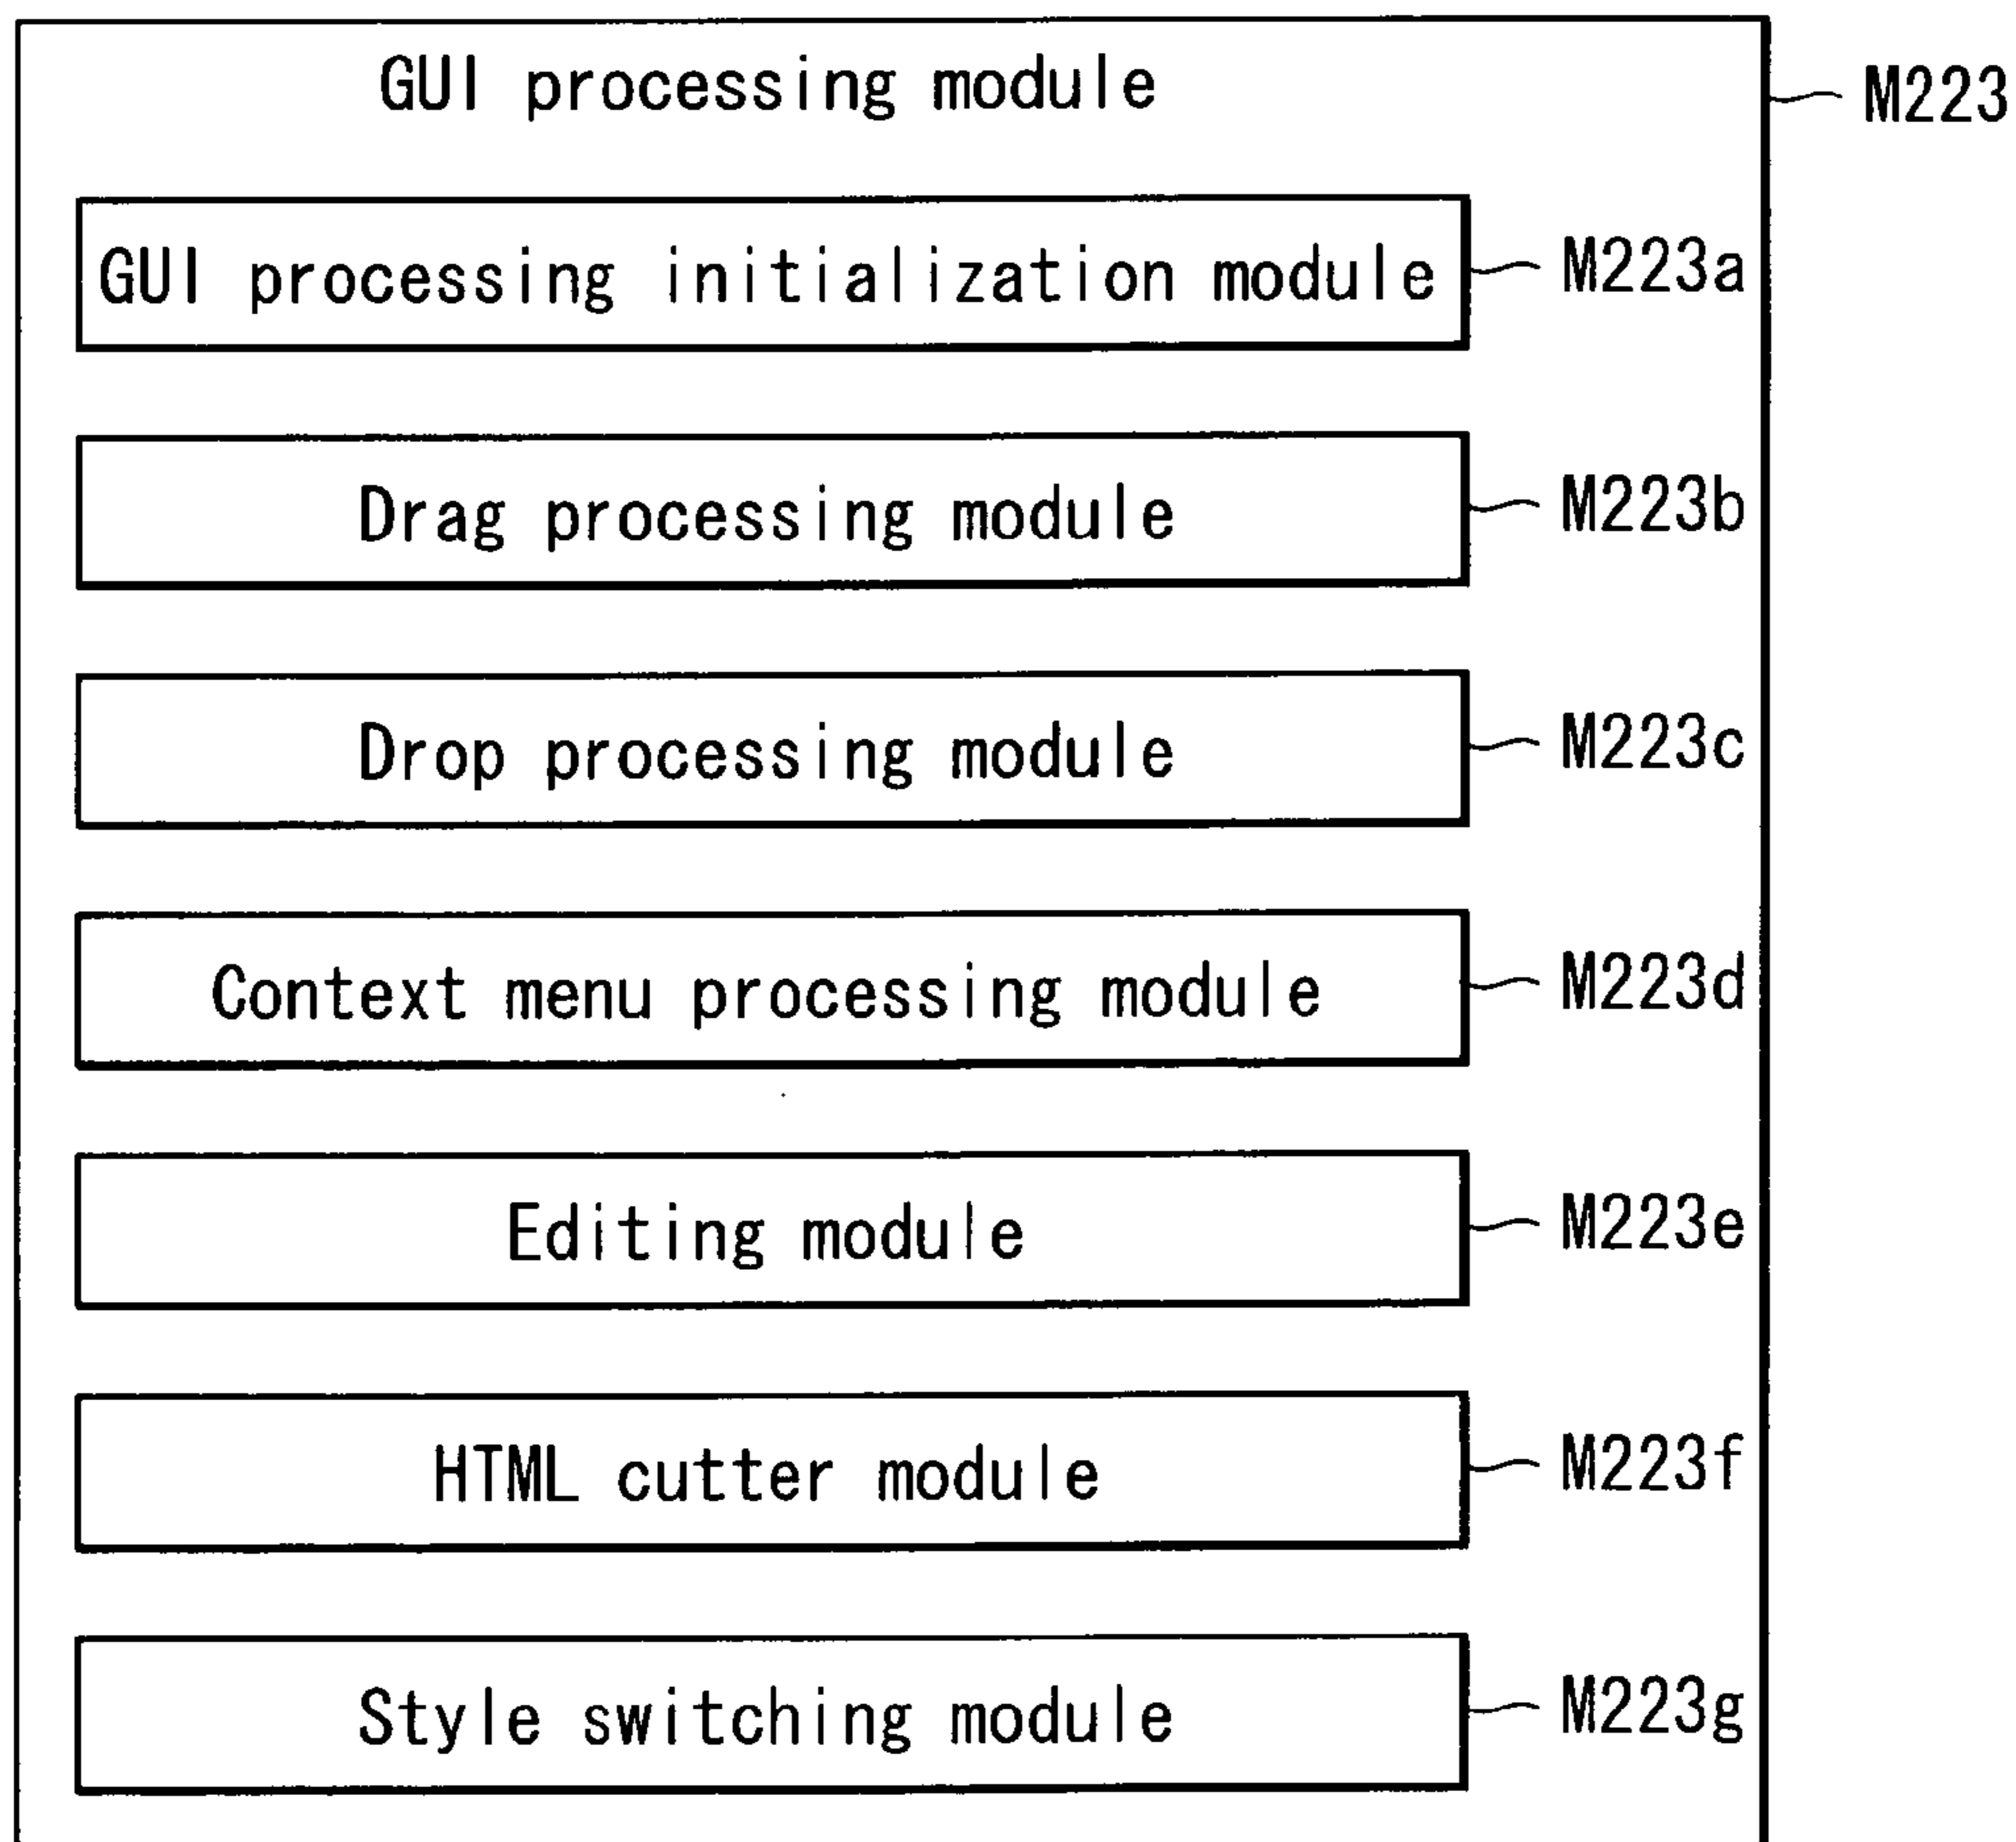 GUI processing module M223
GUI processing initialization module M223a
Drag processing module M223b
Drop processing module M223c
Context menu processing module M223d
Editing module M223e
HTML cutter module M223f
Style switching module M223g